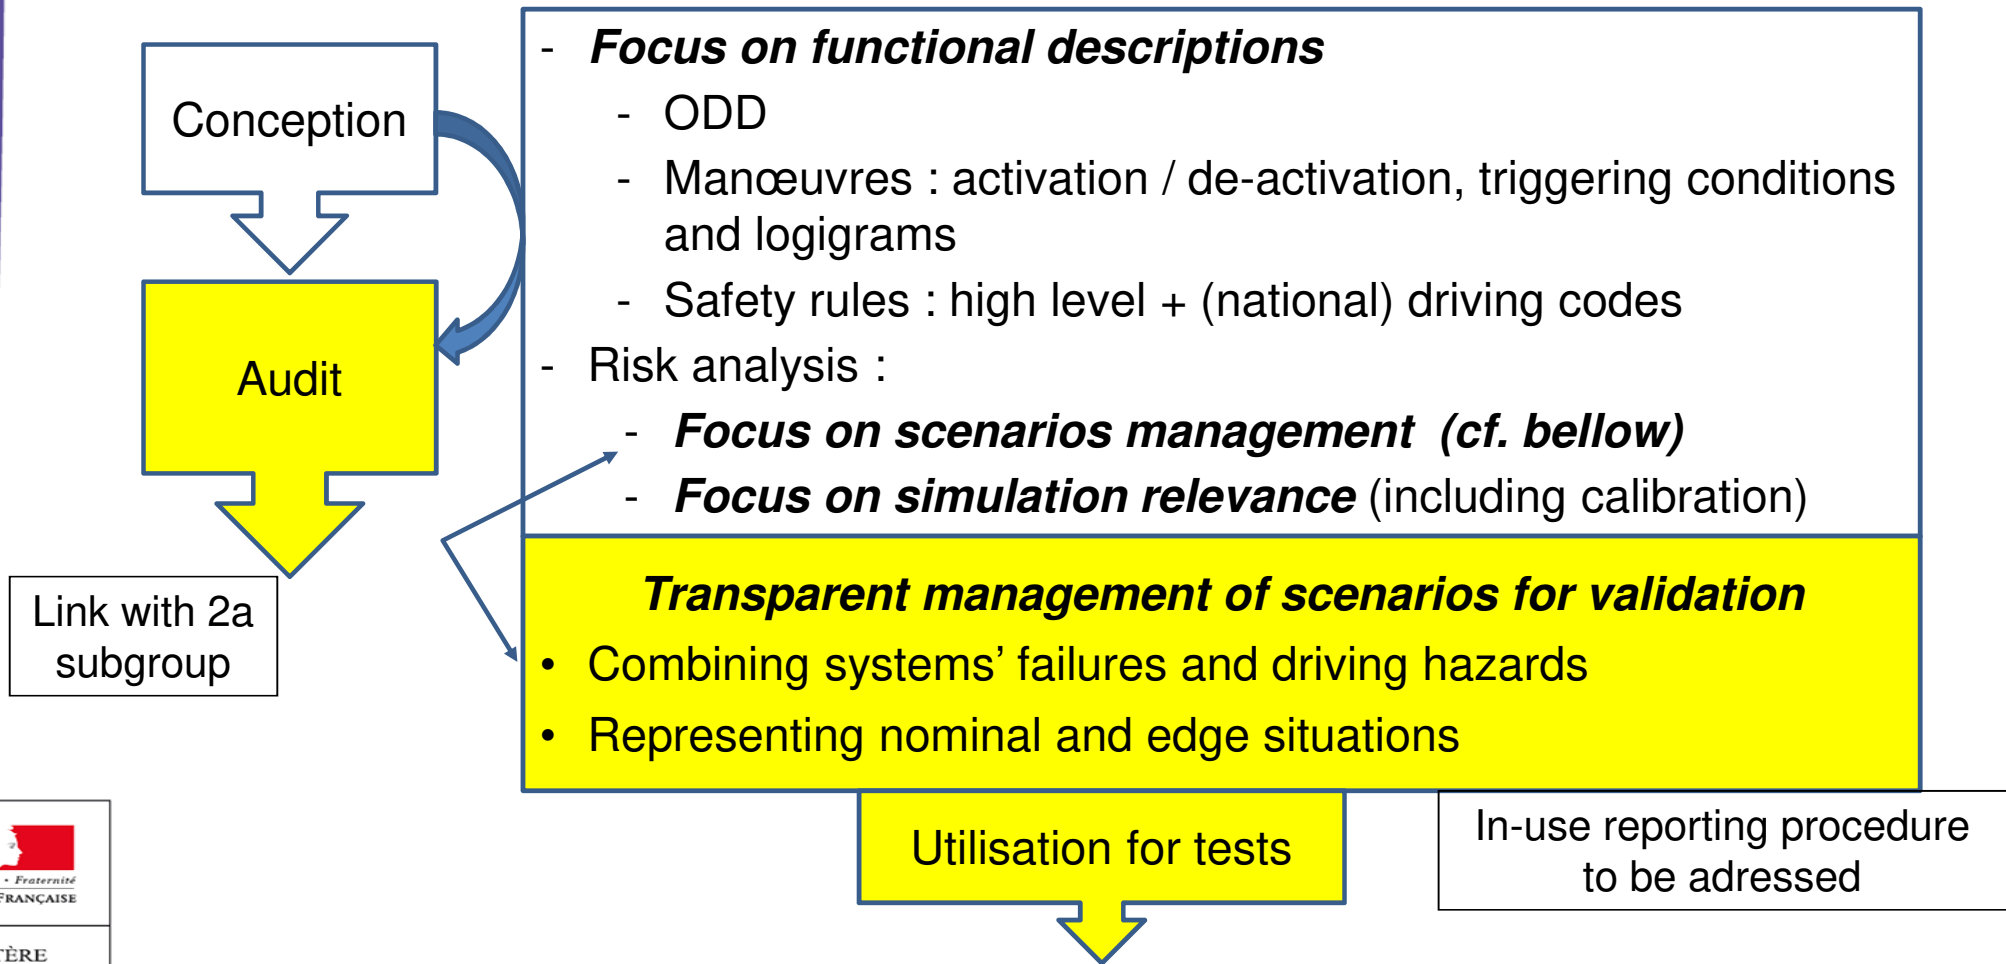 Conception
Audit
Link with 2a
subgroup
- Focus on functional descriptions
- ODD
- Manœuvres : activation / de-activation, triggering conditions
and logigrams
- Safety rules : high level + (national) driving codes
- Risk analysis :
- Focus on scenarios management (cf. bellow)
- Focus on simulation relevance (including calibration)
Transparent management of scenarios for validation
• Combining systems’ failures and driving hazards
• Representing nominal and edge situations
Utilisation for tests
In-use reporting procedure
to be adressed
• Fraternité
FRANÇAISE
TÈRE